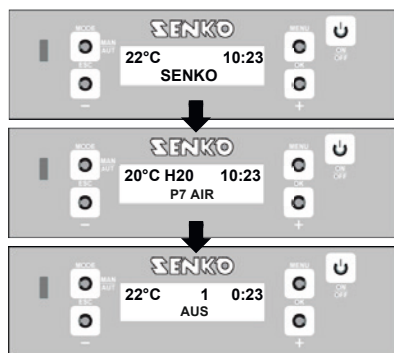 SENKO
MODE
MENU
MAN
AUT
22°C 10:23
ON
OFF
ESC
SENKO
OK
–
+
SENKO
MODE
MENU
MAN
AUT
20°C H20 10:23
ON
OFF
ESC
P7 AIR
OK
–
+
SENKO
MODE
MENU
MAN
AUT
22°C 1 0:23
ON
OFF
ESC
AUS
OK
–
+